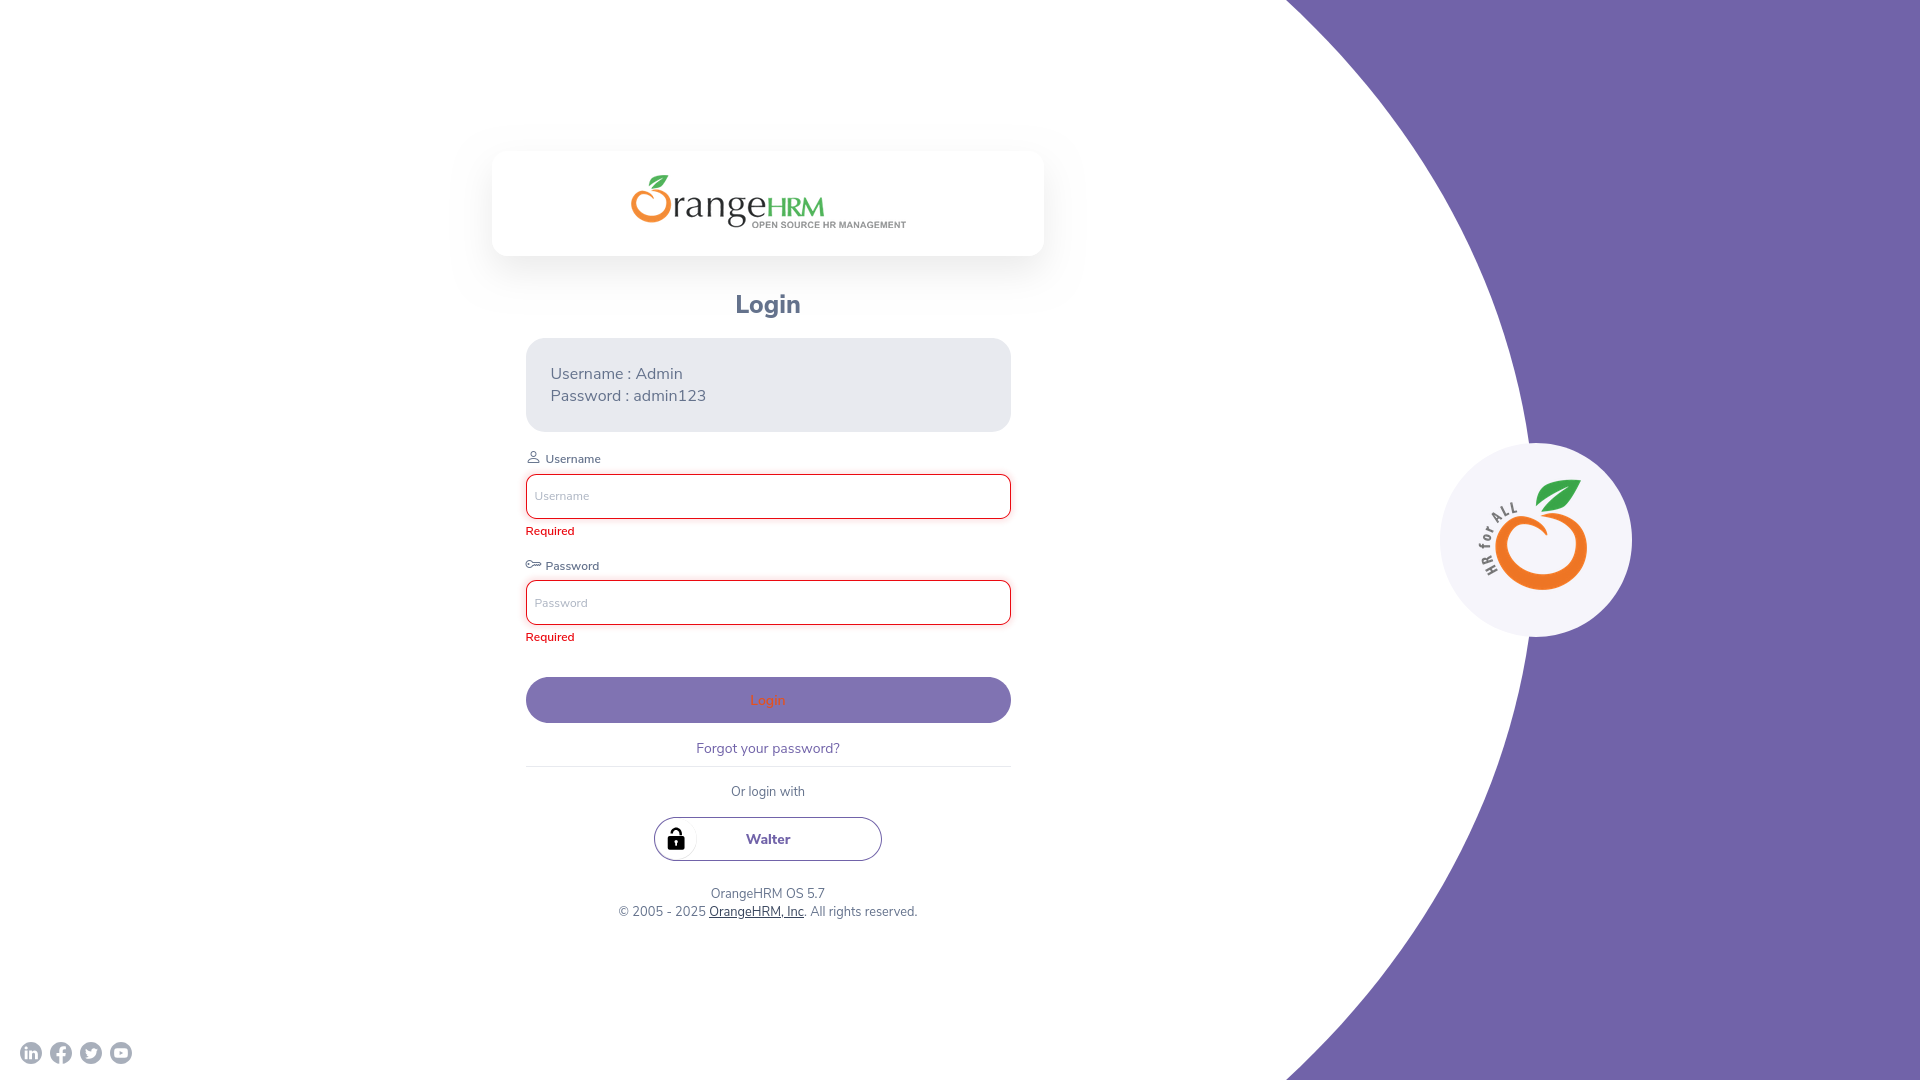 OrangeHRM
OPEN SOURCE HR MANAGEMENT
Login
Username : Admin
Password : admin123
Username
Username
Required
Password
Password
Required
Login
Forgot your password?
Or login with
Walter
OrangeHRM OS 5.7
© 2005 - 2025 OrangeHRM, Inc. All rights reserved.
HR for ALL